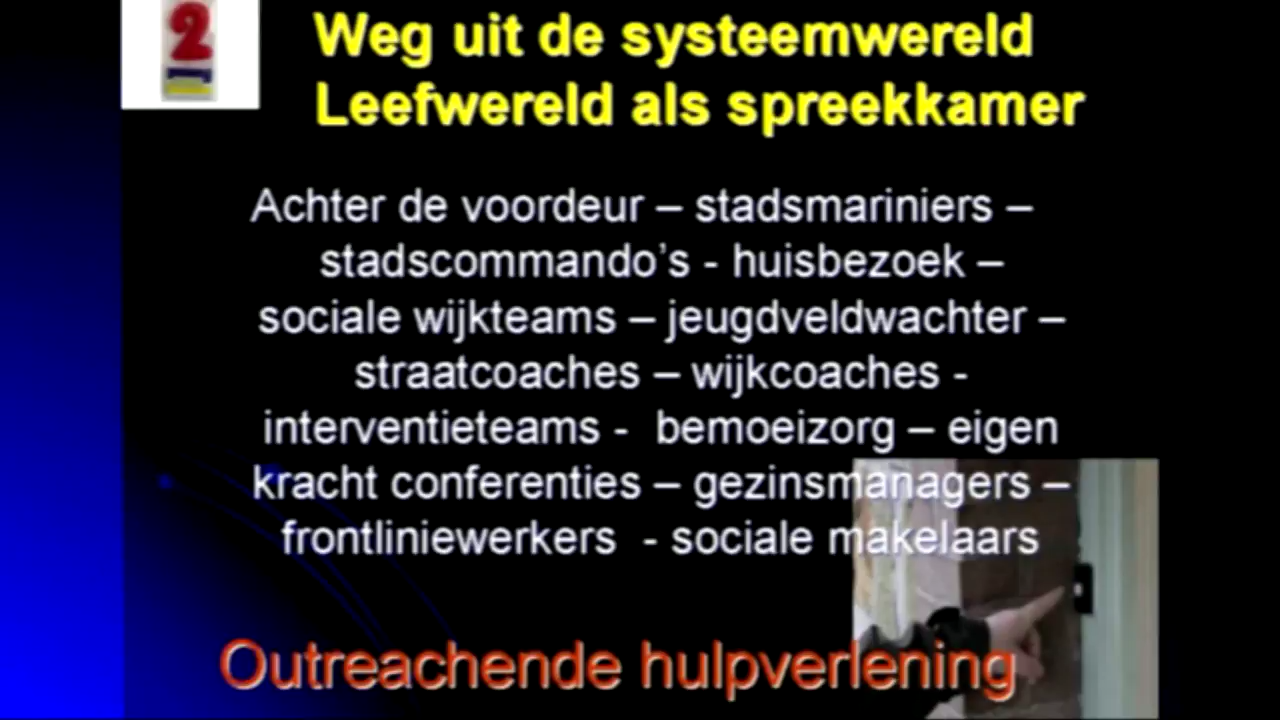 2
Weg uit de systeemwereld
Leefwereld als spreekkamer
Achter de voordeur – stadsmariniers –
stadscommando’s - huisbezoek –
sociale wijkteams – jeugdveldwachter –
straatcoaches – wijkcoaches -
interventieteams - bemoeizorg – eigen
kracht conferenties – gezinsmanagers –
frontliniewerkers - sociale makelaars
Outreachende hulpverlening